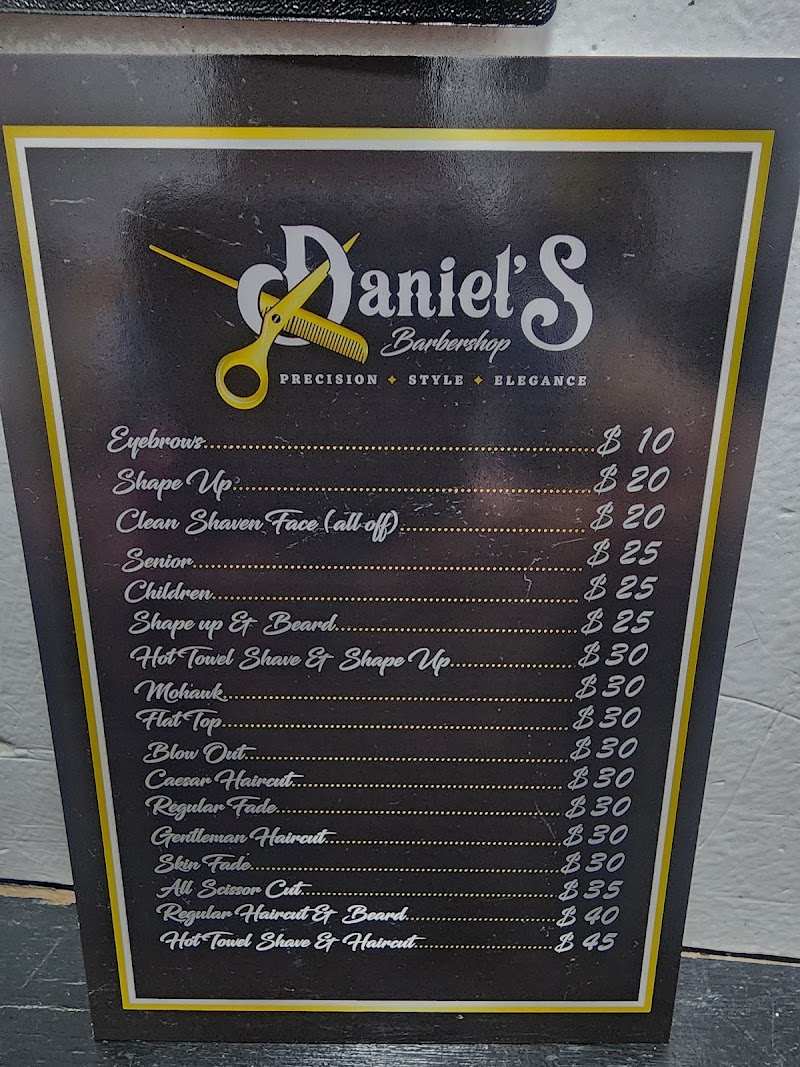 Daniel'S
Barbershop
PRECISION ✦ STYLE ✦ ELEGANCE
Eyebrows........$ 10
Shape Up........$ 20
Clean Shaven Face (all off)........$ 20
Senior........$ 25
Children........$ 25
Shape up & Beard........$ 25
Hot Towel Shave & Shape Up........$ 30
Mohawk........$ 30
Flat Top........$ 30
Blow Out........$ 30
Caesar Haircut........$ 30
Regular Fade........$ 30
Gentleman Haircut........$ 30
Skin Fade........$ 30
All Scissor Cut........$ 35
Regular Haircut & Beard........$ 40
Hot Towel Shave & Haircut........$ 45